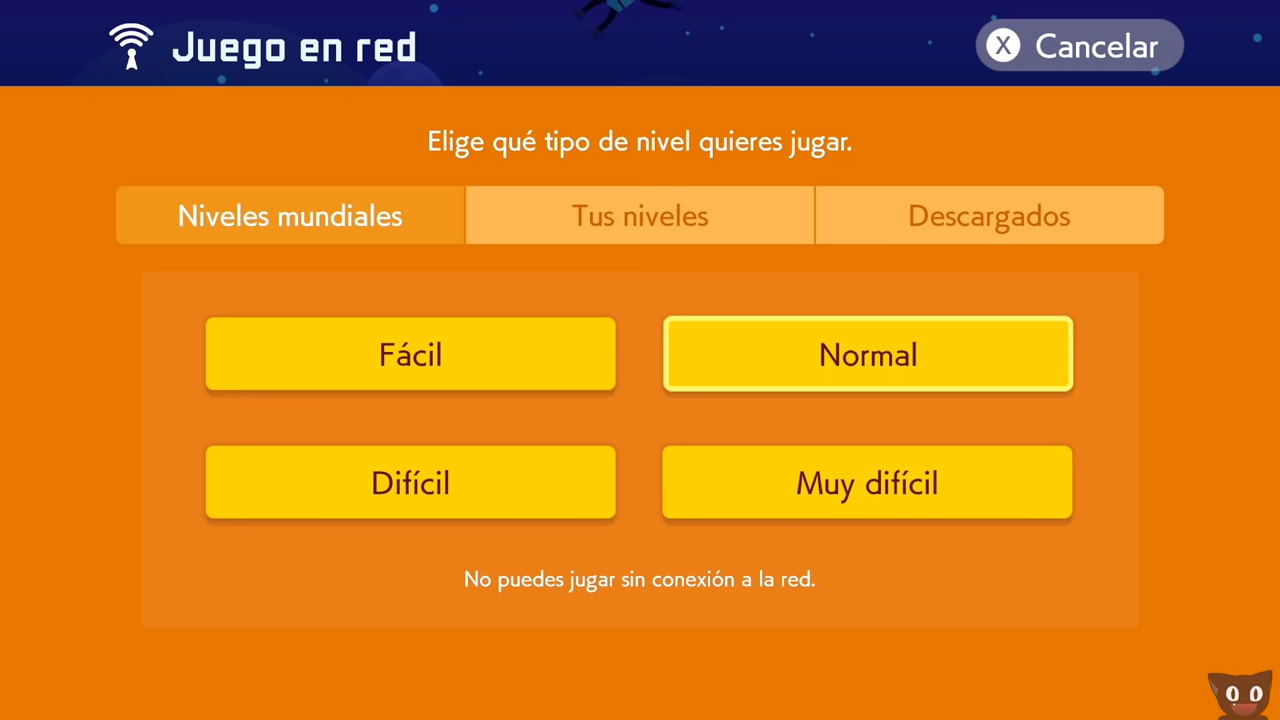 Juego en red
X Cancelar
Elige qué tipo de nivel quieres jugar.
Niveles mundiales
Tus niveles
Descargados
Fácil
Normal
Difícil
Muy difícil
No puedes jugar sin conexión a la red.